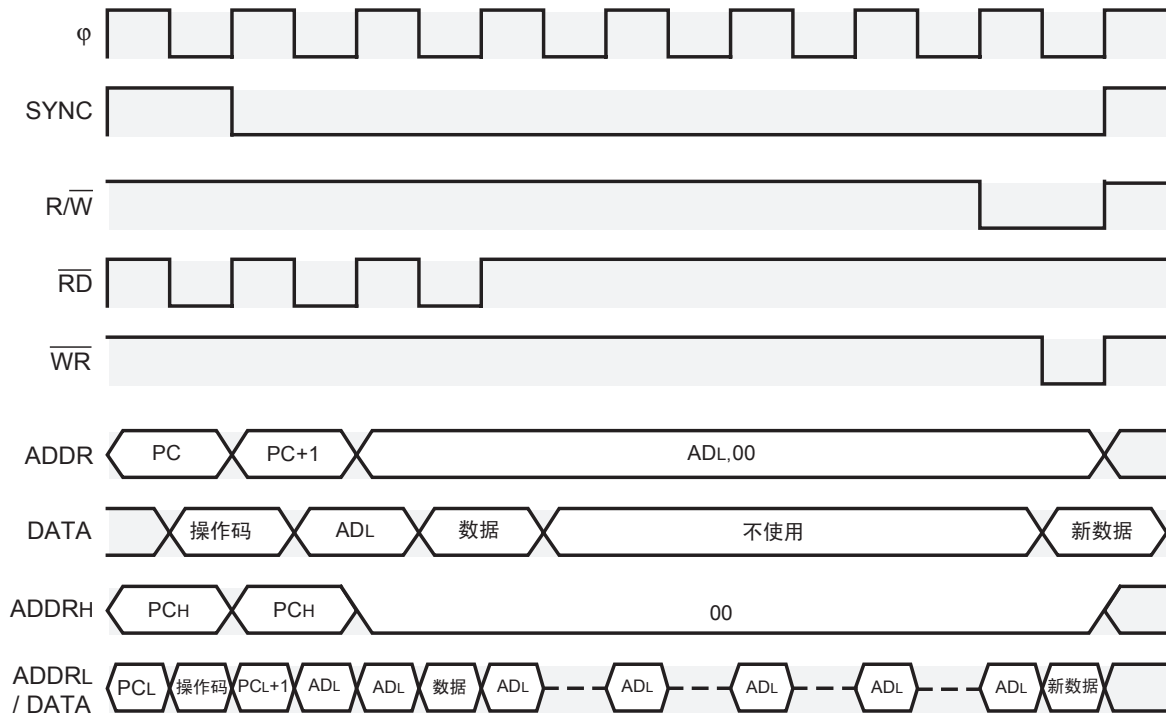 φ
SYNC
R/W̅
R̅D̅
W̅R̅
ADDR PC PC+1 ADL,00
DATA 操作码 ADL 数据 不使用 新数据
ADDRH PCH PCH 00
ADDRL
/ DATA
PCL 操作码 PCL+1 ADL ADL 数据 ADL ADL ADL ADL ADL 新数据